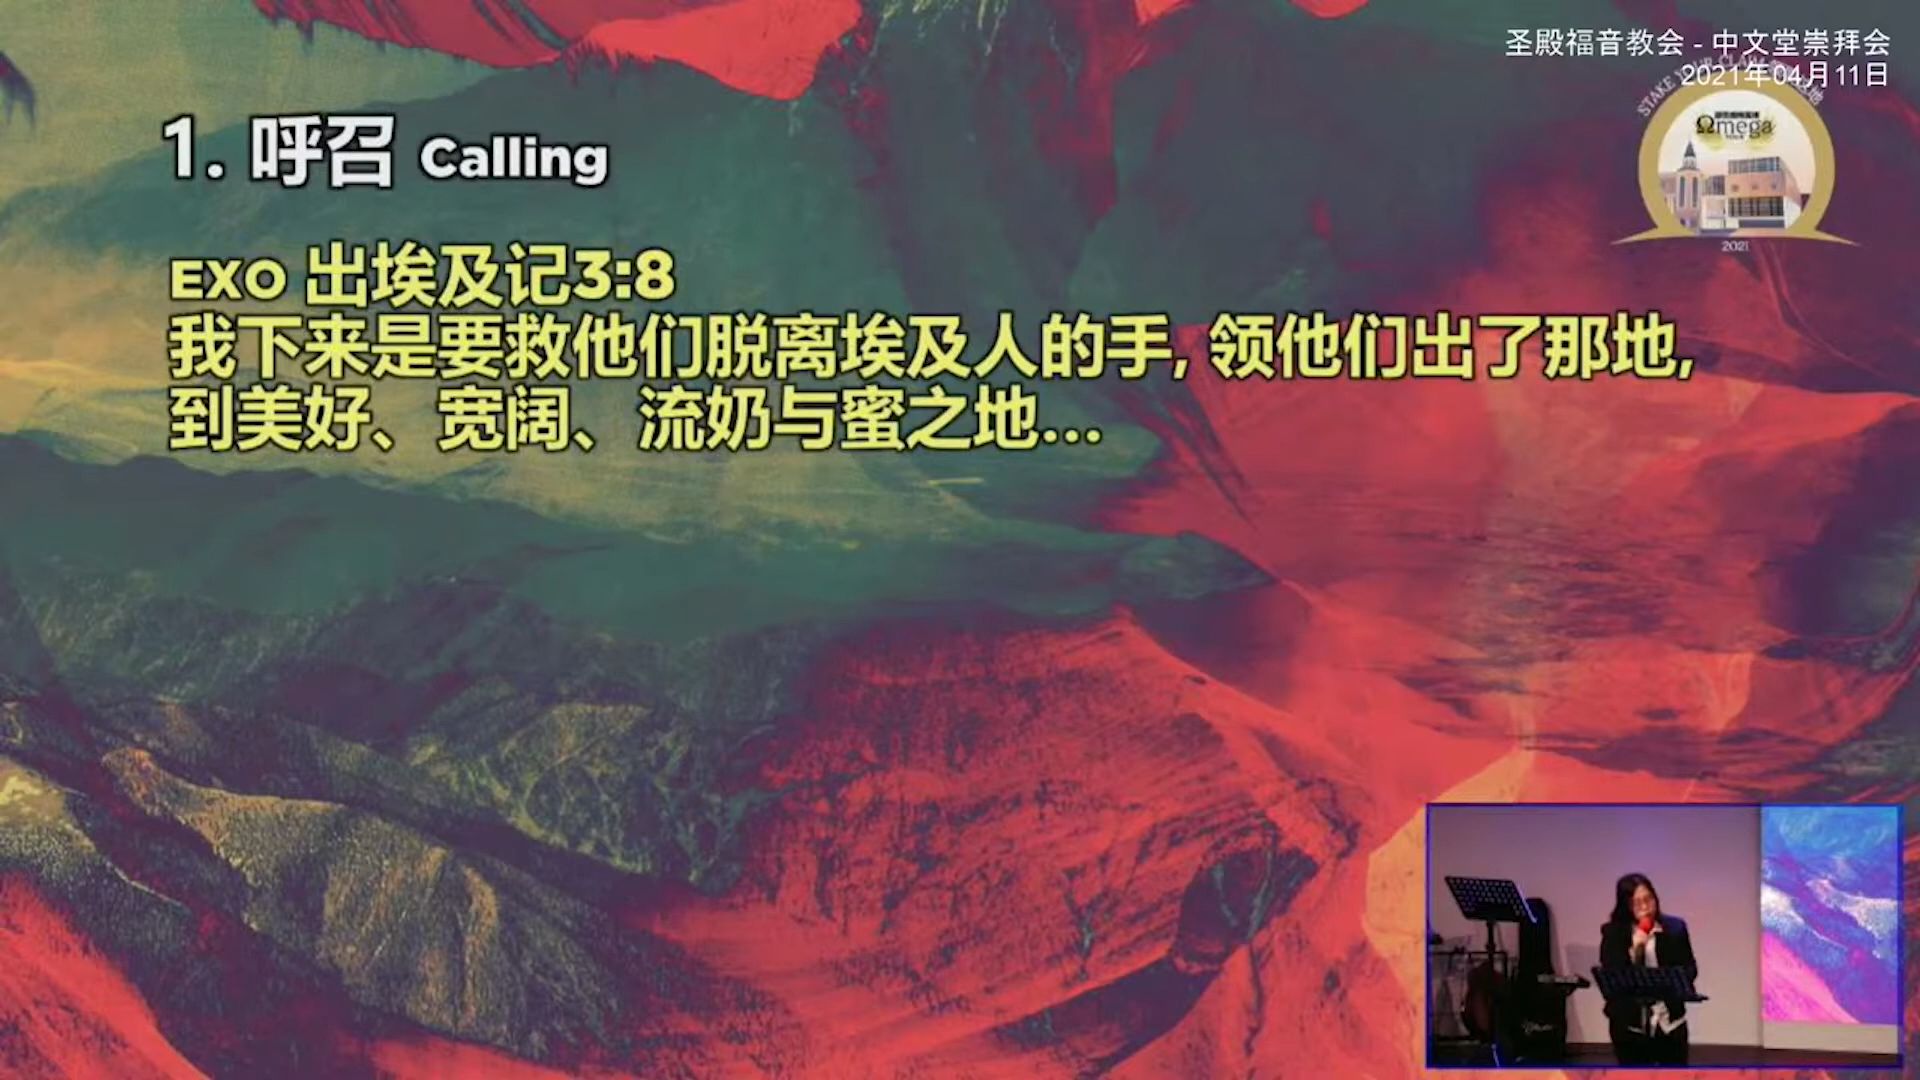 圣殿福音教会 - 中文堂崇拜会
2021年04月11日
STAKE YOUR CLAIM
Ωmega
2021
1. 呼召 Calling
EXO 出埃及记3:8
我下来是要救他们脱离埃及人的手, 领他们出了那地,
到美好、宽阔、流奶与蜜之地...